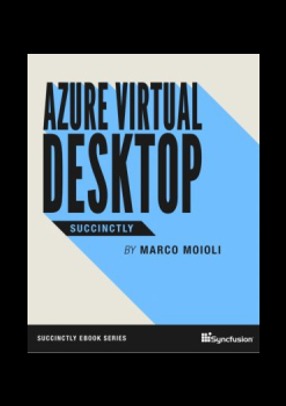 AZURE VIRTUAL
DESKTOP
SUCCINCTLY
BY MARCO MOIOLI
SUCCINCTLY EBOOK SERIES
Syncfusion